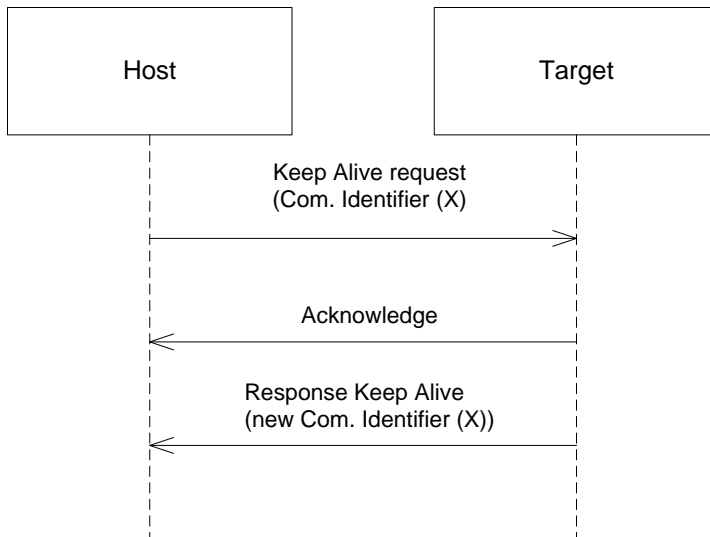 Host
Target
Keep Alive request
(Com. Identifier (X)
Acknowledge
Response Keep Alive
(new Com. Identifier (X))